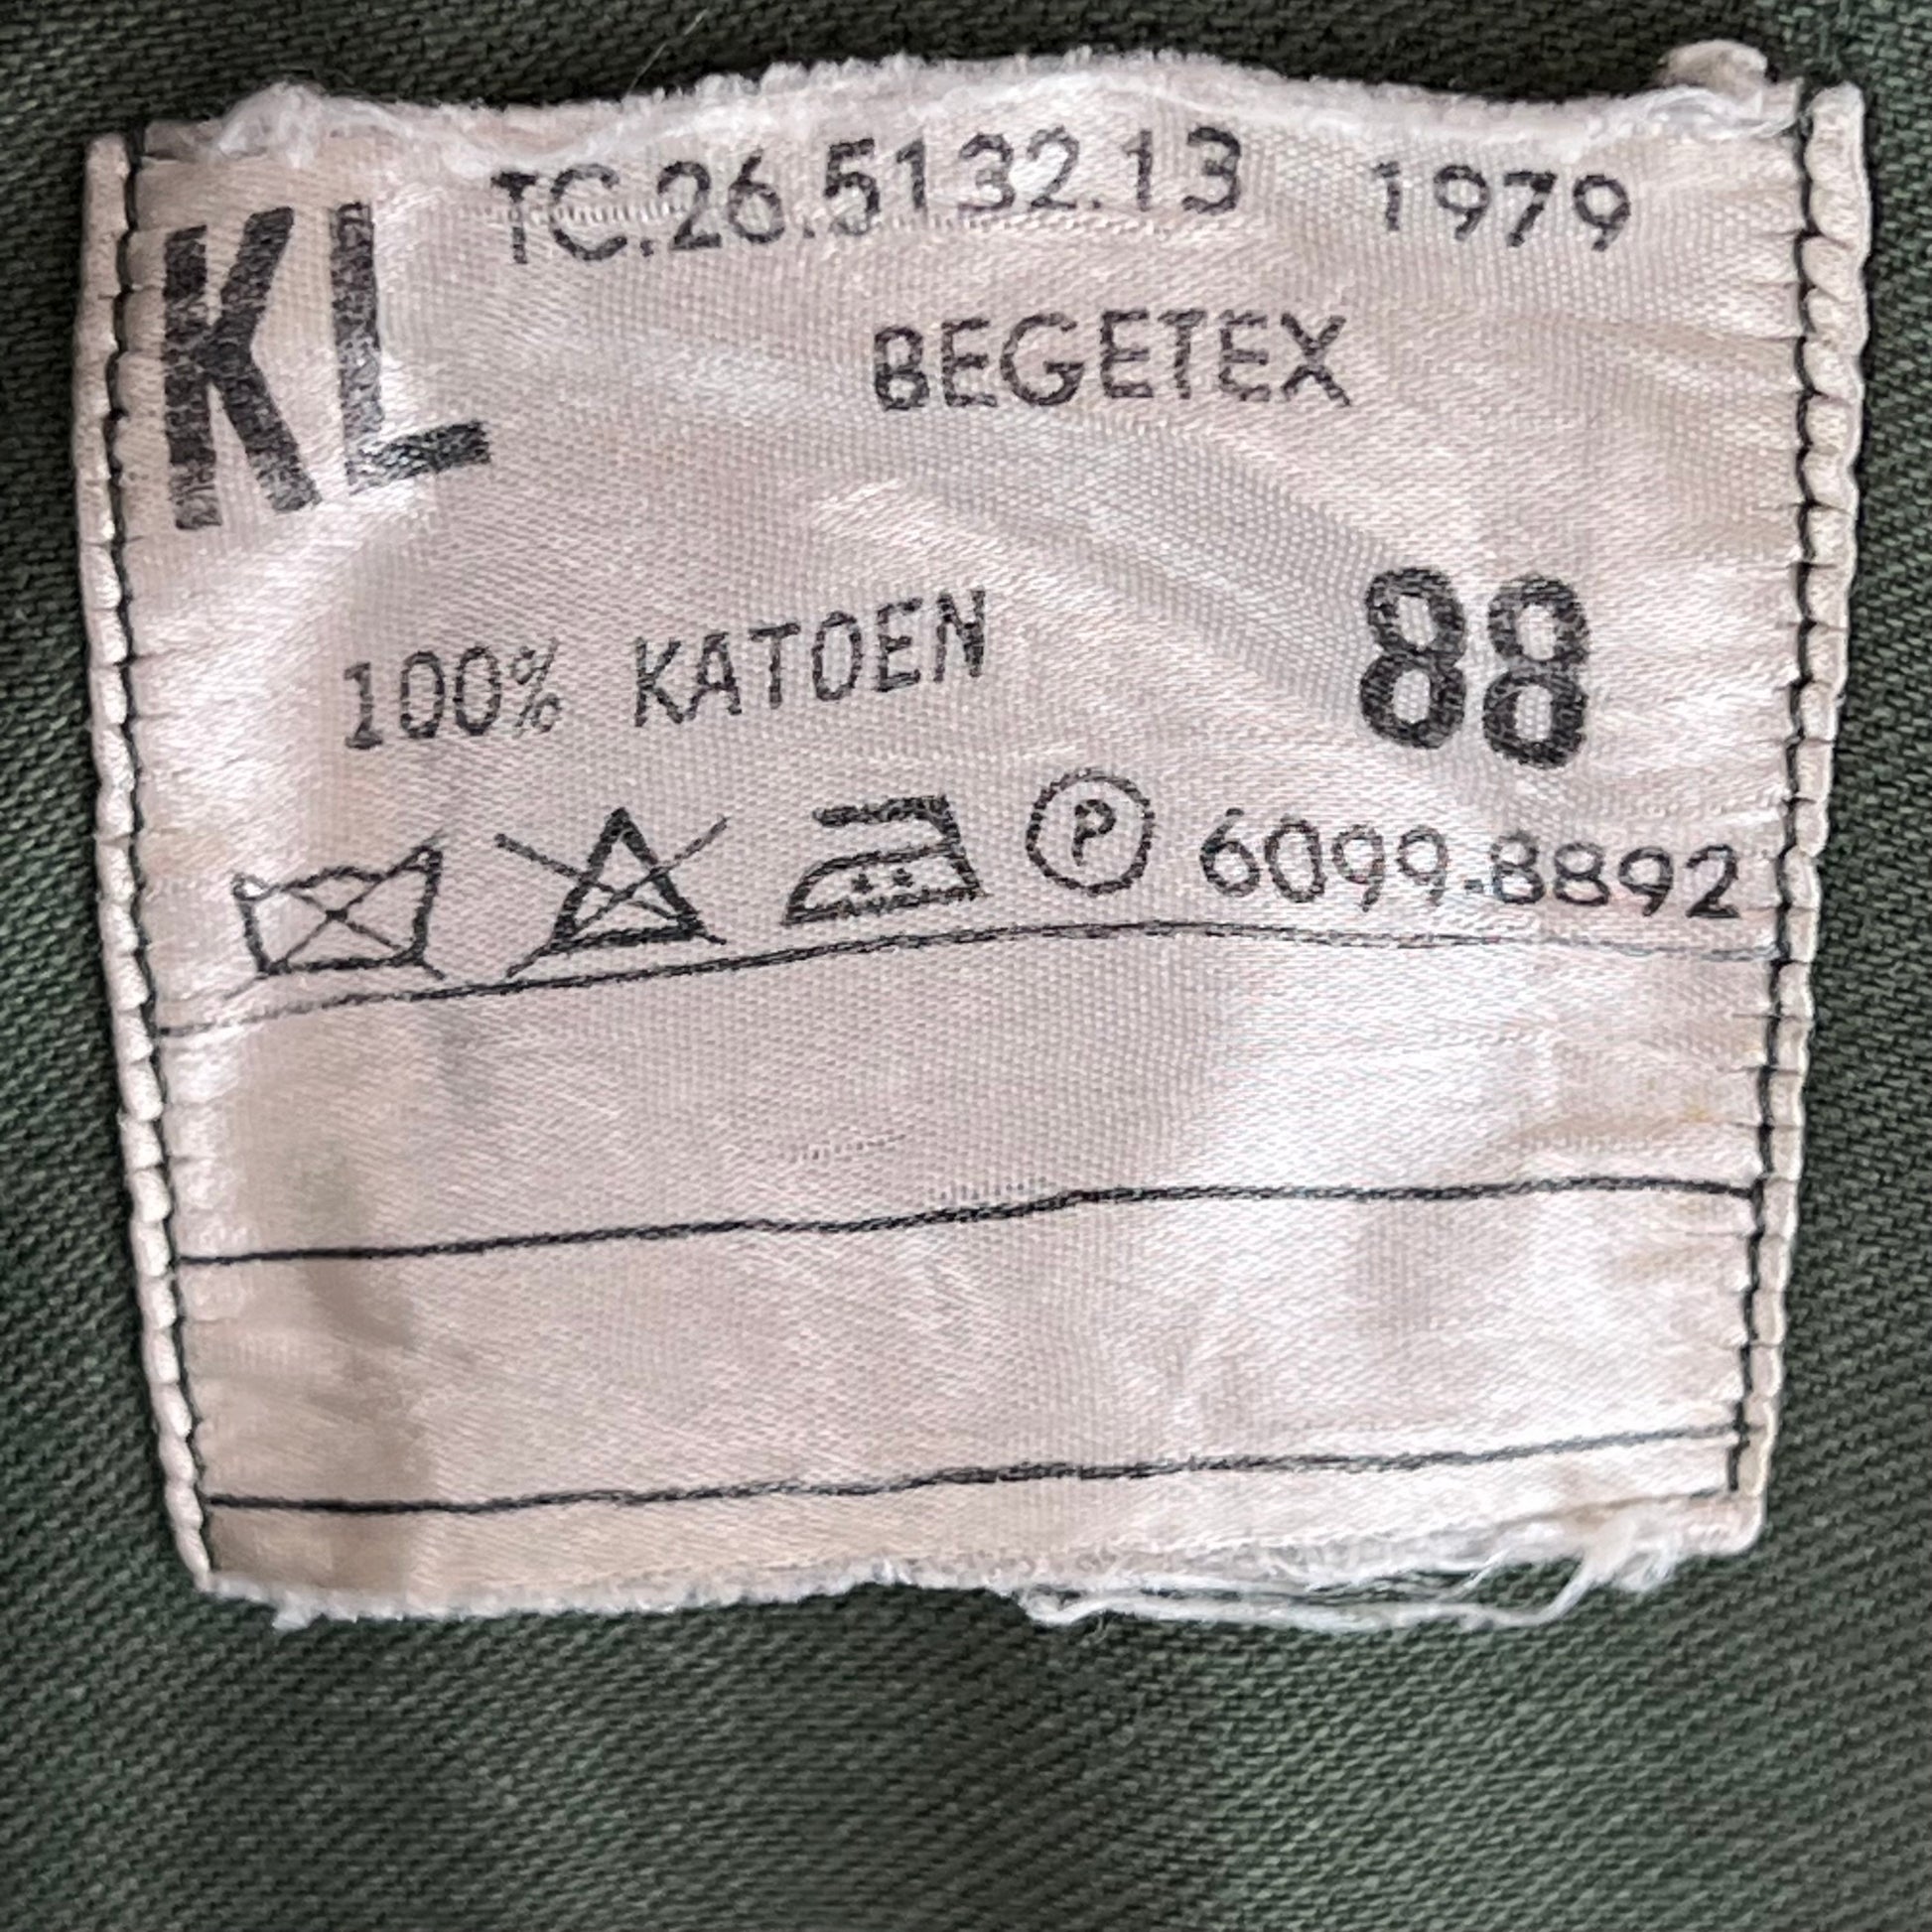 KL TC.26.5132.13 1979
BEGETEX
100% KATOEN 88
P 6099.8892